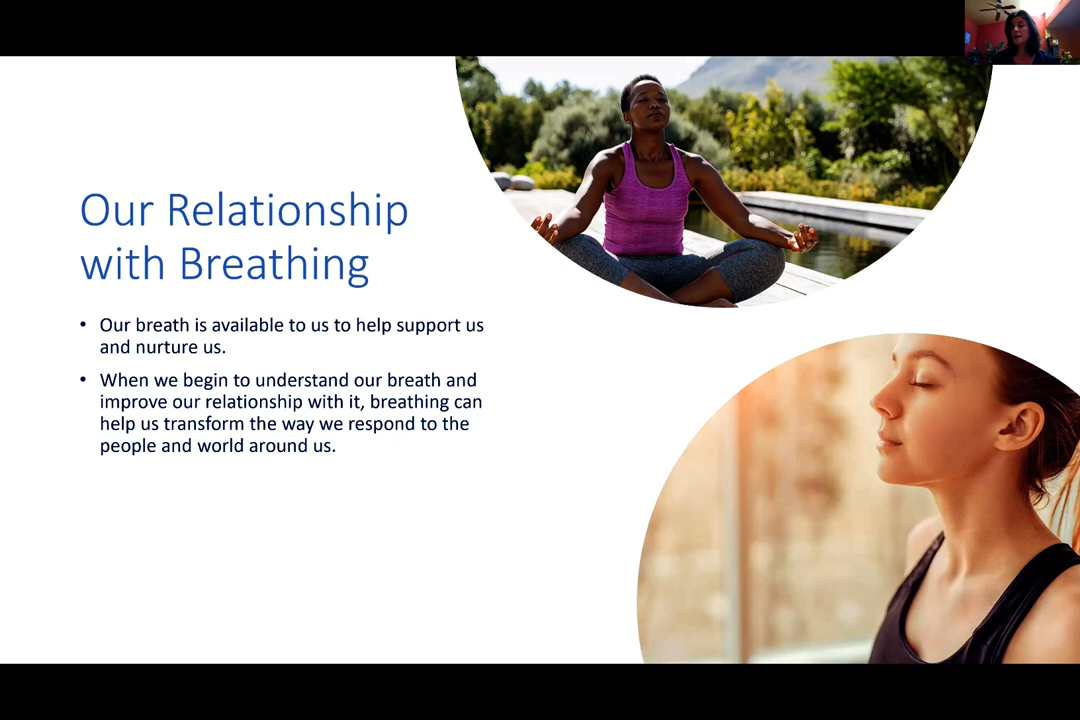 Our Relationship
with Breathing
• Our breath is available to us to help support us
and nurture us.
• When we begin to understand our breath and
improve our relationship with it, breathing can
help us transform the way we respond to the
people and world around us.